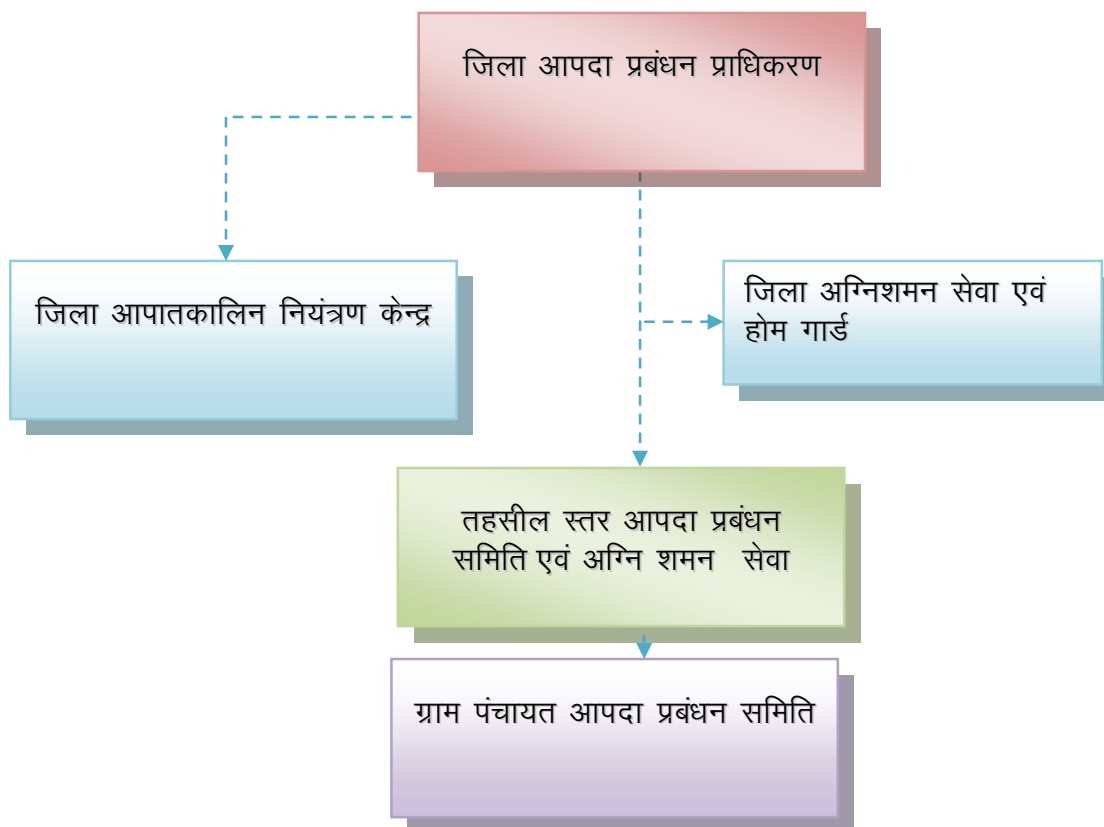 जिला आपदा प्रबंधन प्राधिकरण
जिला आपातकालिन नियंत्रण केन्द्र
जिला अग्निशमन सेवा एवं
होम गार्ड
तहसील स्तर आपदा प्रबंधन
समिति एवं अग्नि शमन सेवा
ग्राम पंचायत आपदा प्रबंधन समिति